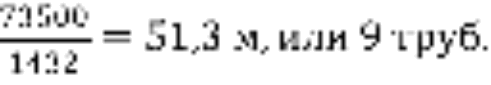 73500/1432 = 51,3 м, или 9 труб.